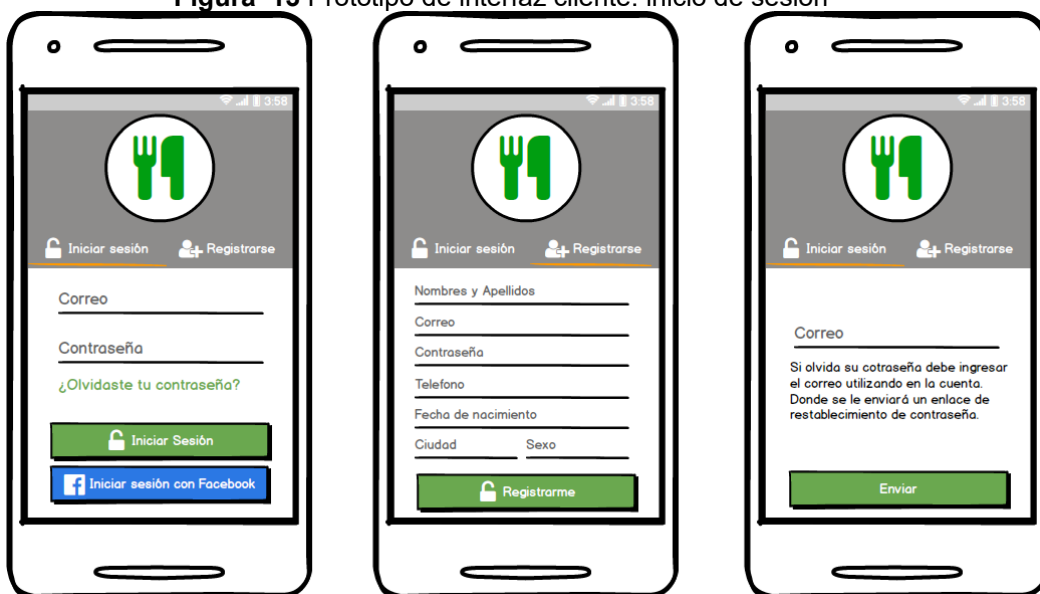 Figura 15 Prototipo de interfaz cliente: inicio de sesión
3:58
Iniciar sesión
Registrarse
Correo
Contraseña
¿Olvidaste tu contraseña?
Iniciar Sesión
Iniciar sesión con Facebook
3:58
Iniciar sesión
Registrarse
Nombres y Apellidos
Correo
Contraseña
Telefono
Fecha de nacimiento
Ciudad
Sexo
Registrarme
3:58
Iniciar sesión
Registrarse
Correo
Si olvida su cotraseña debe ingresar
el correo utilizando en la cuenta.
Donde se le enviará un enlace de
restablecimiento de contraseña.
Enviar